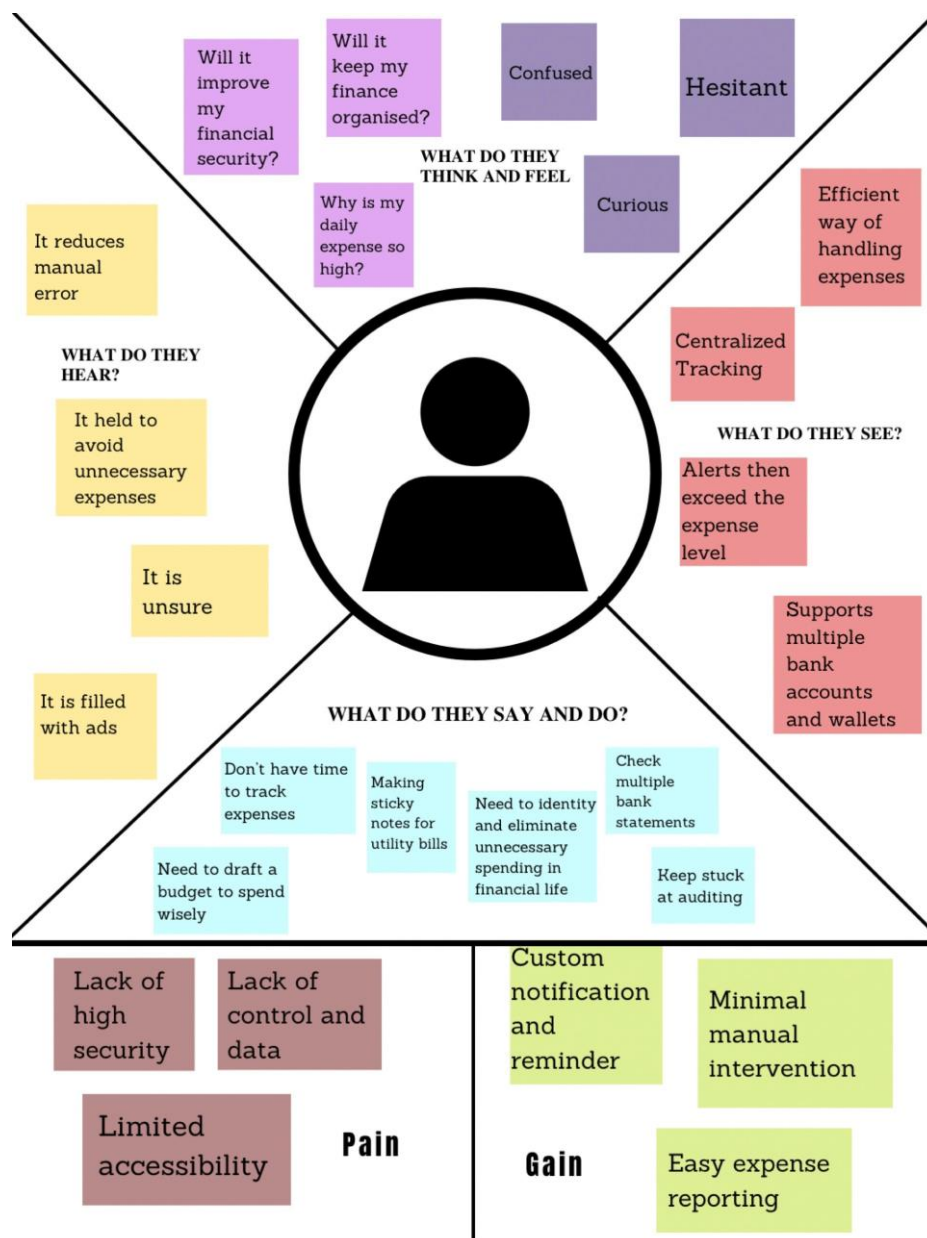 Will it
improve
my
financial
security?
Will it
keep my
finance
organised?
Confused
Hesitant
WHAT DO THEY
THINK AND FEEL
Why is my
daily
expense so
high?
Curious
It reduces
manual
error
WHAT DO THEY
HEAR?
It held to
avoid
unnecessary
expenses
It is
unsure
It is filled
with ads
Efficient
way of
handling
expenses
Centralized
Tracking
WHAT DO THEY SEE?
Alerts then
exceed the
expense
level
Supports
multiple
bank
accounts
and wallets
WHAT DO THEY SAY AND DO?
Don't have time
to track
expenses
Making
sticky
notes for
utility bills
Need to identity
and eliminate
unnecessary
spending in
financial life
Check
multiple
bank
statements
Need to draft a
budget to spend
wisely
Keep stuck
at auditing
Lack of
high
security
Lack of
control and
data
Limited
accessibility
Pain
Custom
notification
and
reminder
Minimal
manual
intervention
Gain
Easy expense
reporting